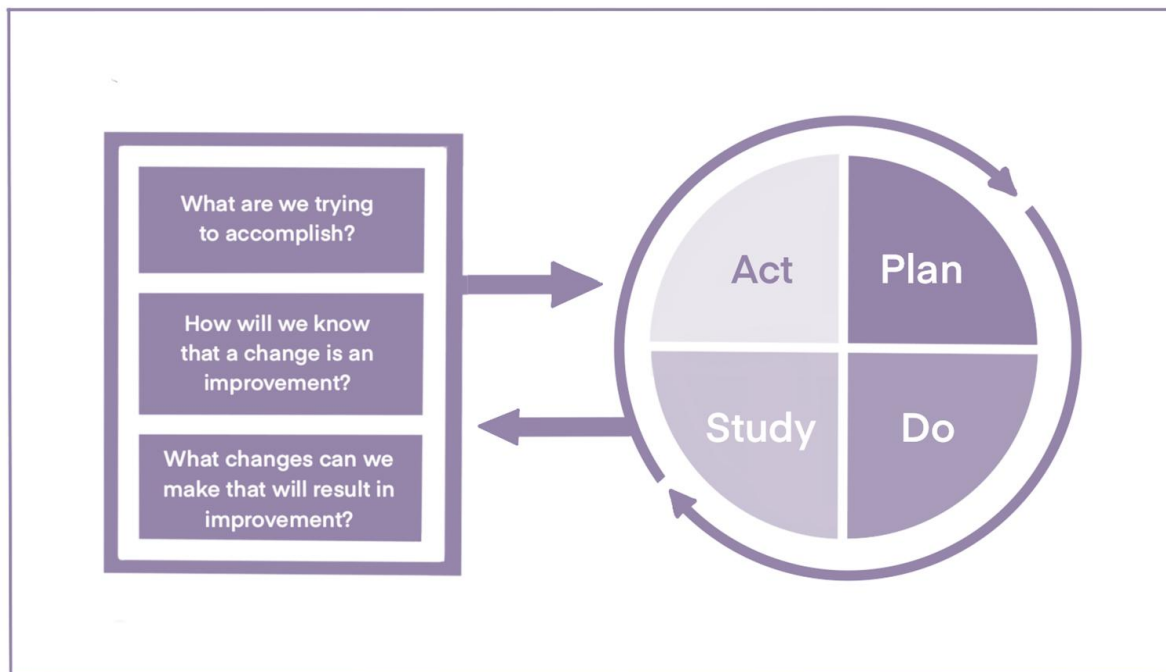 What are we trying
to accomplish?
How will we know
that a change is an
improvement?
What changes can we
make that will result in
improvement?
Act
Plan
Study
Do